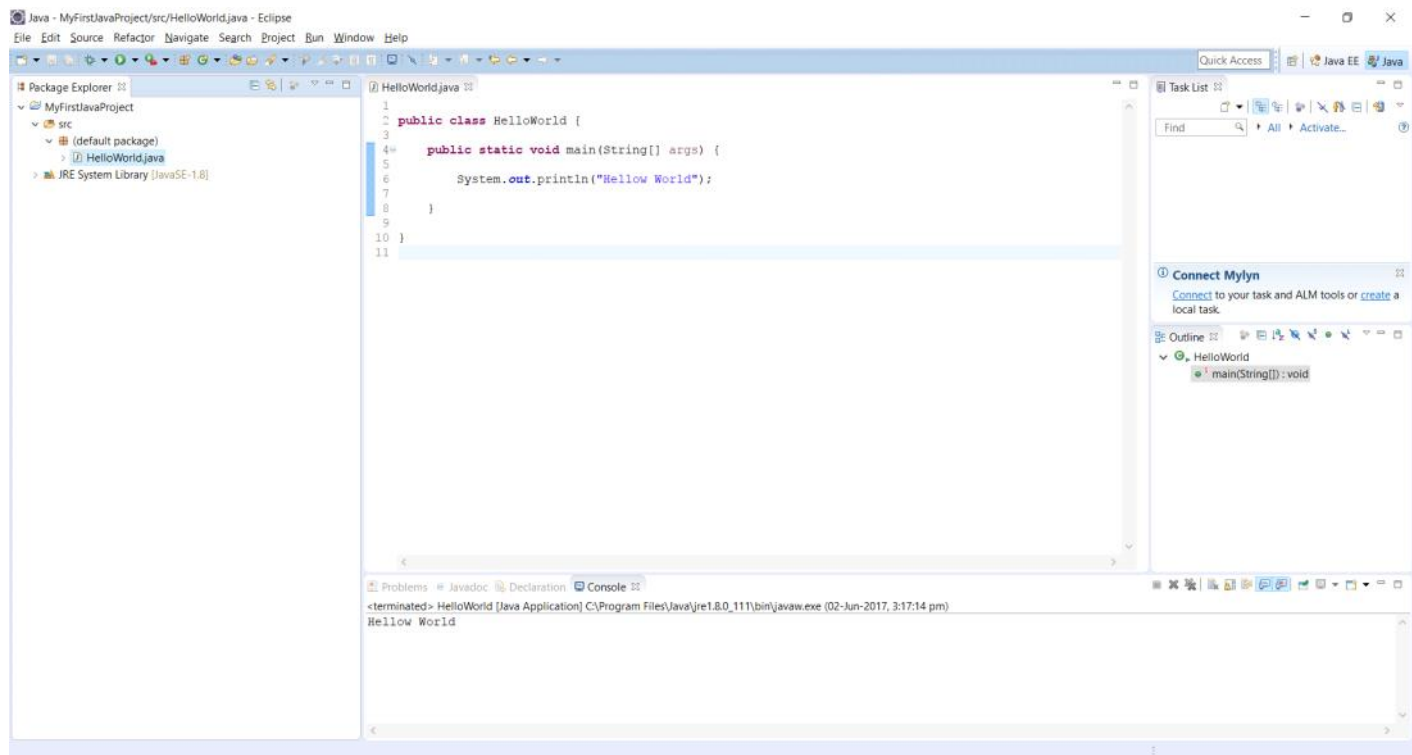 Java - MyFirstJavaProject/src/HelloWorld.java - Eclipse
File Edit Source Refactor Navigate Search Project Run Window Help
Quick Access Java EE Java
Package Explorer
MyFirstJavaProject
src
(default package)
HelloWorld.java
JRE System Library [JavaSE-1.8]
HelloWorld.java
1
2 public class HelloWorld {
3
4 public static void main(String[] args) {
5
6 System.out.println("Hellow World");
7
8 }
9
10 }
11
Task List
Find All Activate...
Connect Mylyn
Connect to your task and ALM tools or create a
local task.
Outline
HelloWorld
main(String[]) : void
Problems Javadoc Declaration Console
<terminated> HelloWorld [Java Application] C:\Program Files\Java\jre1.8.0_111\bin\javaw.exe (02-Jun-2017, 3:17:14 pm)
Hellow World